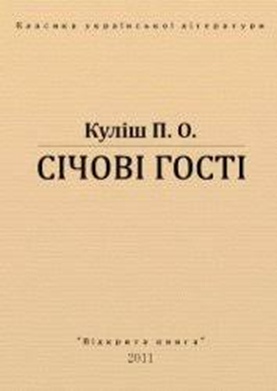 Класика української літератури
Куліш П. О.
СІЧОВІ ГОСТІ
"Відкрита книга"
2011